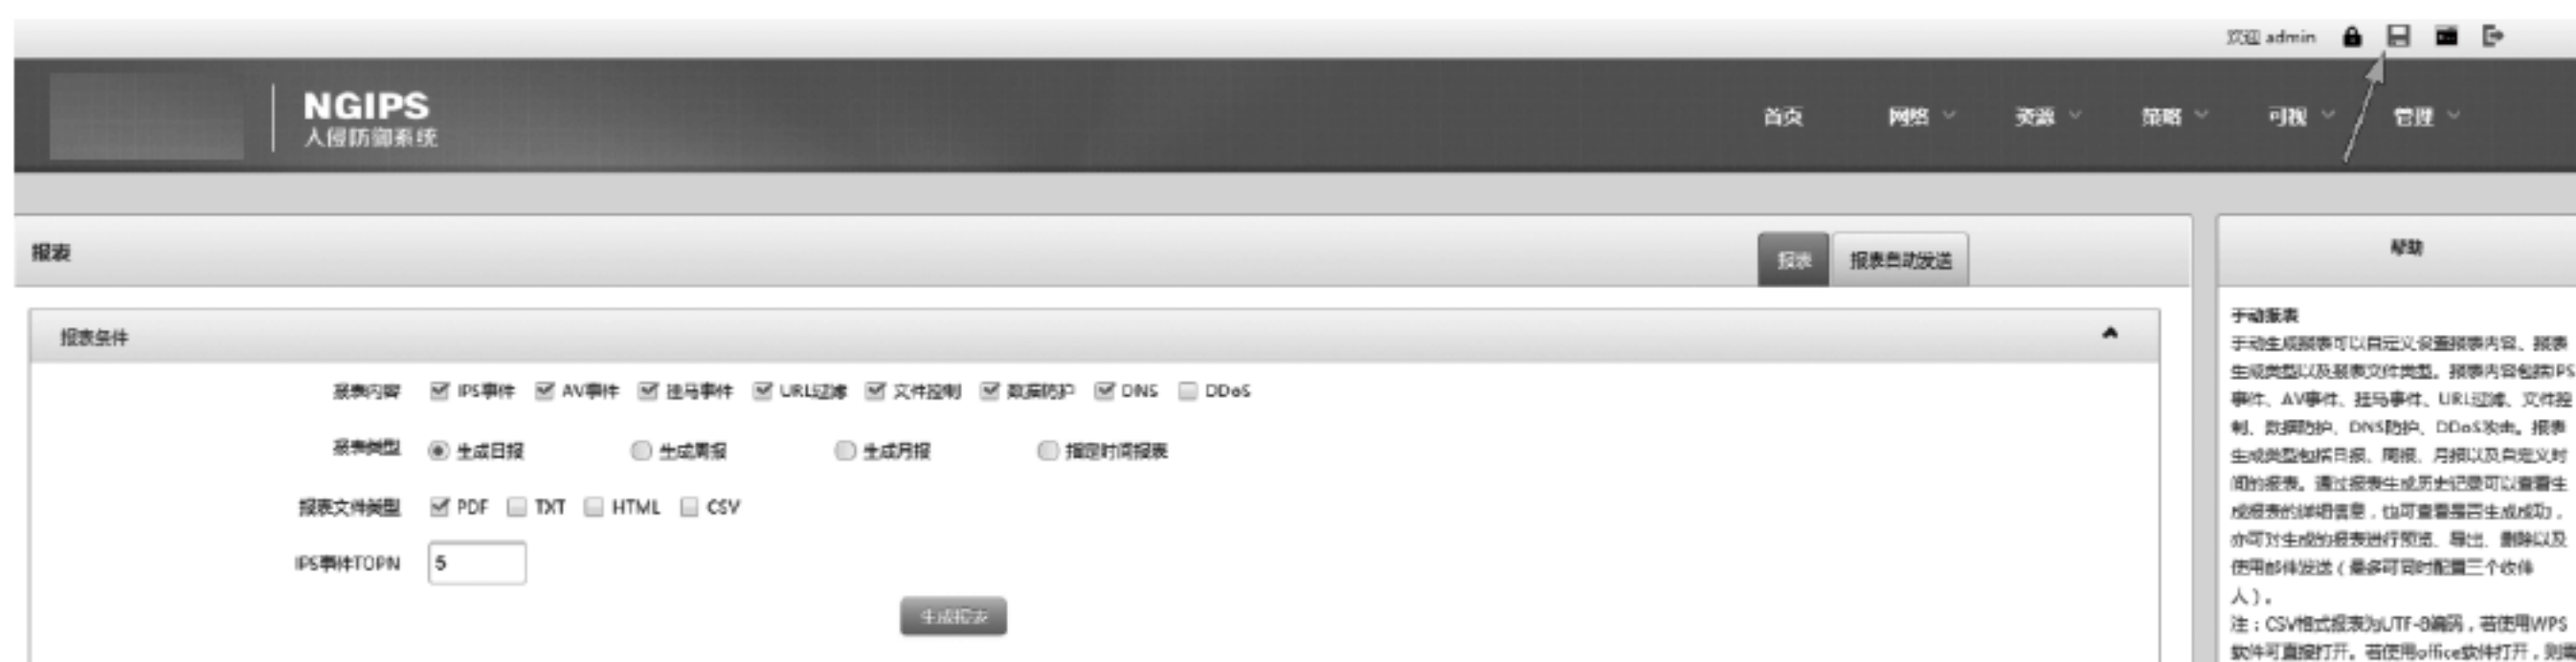 欢迎 admin
NGIPS
入侵防御系统
首页 网络 资源 策略 可视 管理
报表
报表 报表自动发送
帮助
报表条件
报表内容 IPS事件 AV事件 挂马事件 URL过滤 文件控制 数据防护 DNS DDoS
报表类型 生成日报 生成周报 生成月报 指定时间报表
报表文件类型 PDF TXT HTML CSV
IPS事件TOPN 5
生成报表
手动报表
手动生成报表可以自定义设置报表内容、报表
生成类型以及报表文件类型。报表内容包括IPS
事件、AV事件、挂马事件、URL过滤、文件控
制、数据防护、DNS防护、DDoS攻击。报表
生成类型包括日报、周报、月报以及自定义时
间的报表。通过报表生成历史记录可以查看生
成报表的详细信息，也可查看是否生成成功，
亦可对生成的报表进行预览、导出、删除以及
使用邮件发送（最多可同时配置三个收件
人）。
注：CSV格式报表为UTF-8编码，若使用WPS
软件可直接打开。若使用office软件打开，则需